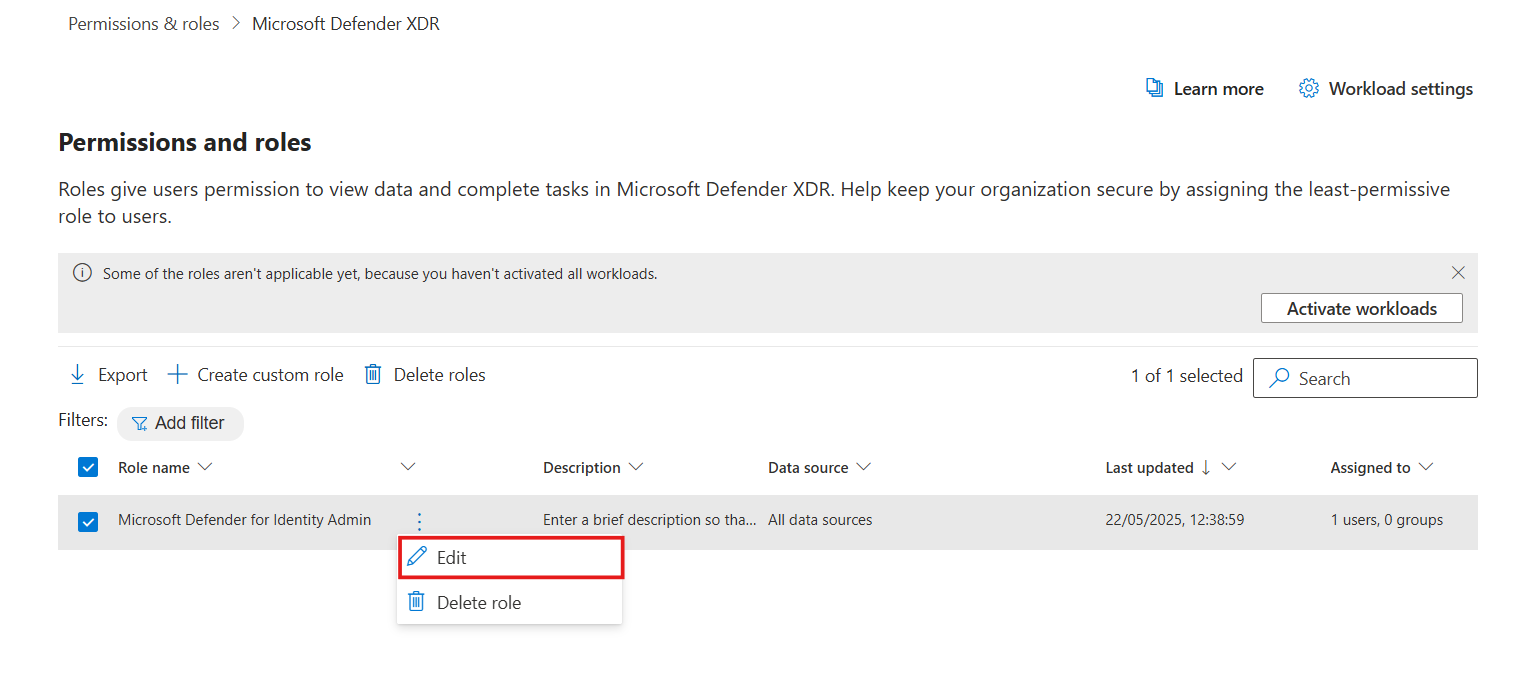 Permissions & roles > Microsoft Defender XDR
Learn more
Workload settings
Permissions and roles
Roles give users permission to view data and complete tasks in Microsoft Defender XDR. Help keep your organization secure by assigning the least-permissive
role to users.
Some of the roles aren't applicable yet, because you haven't activated all workloads.
Activate workloads
Export
Create custom role
Delete roles
1 of 1 selected
Search
Filters:
Add filter
Role name
Description
Data source
Last updated
Assigned to
Microsoft Defender for Identity Admin
Enter a brief description so tha...
All data sources
22/05/2025, 12:38:59
1 users, 0 groups
Edit
Delete role